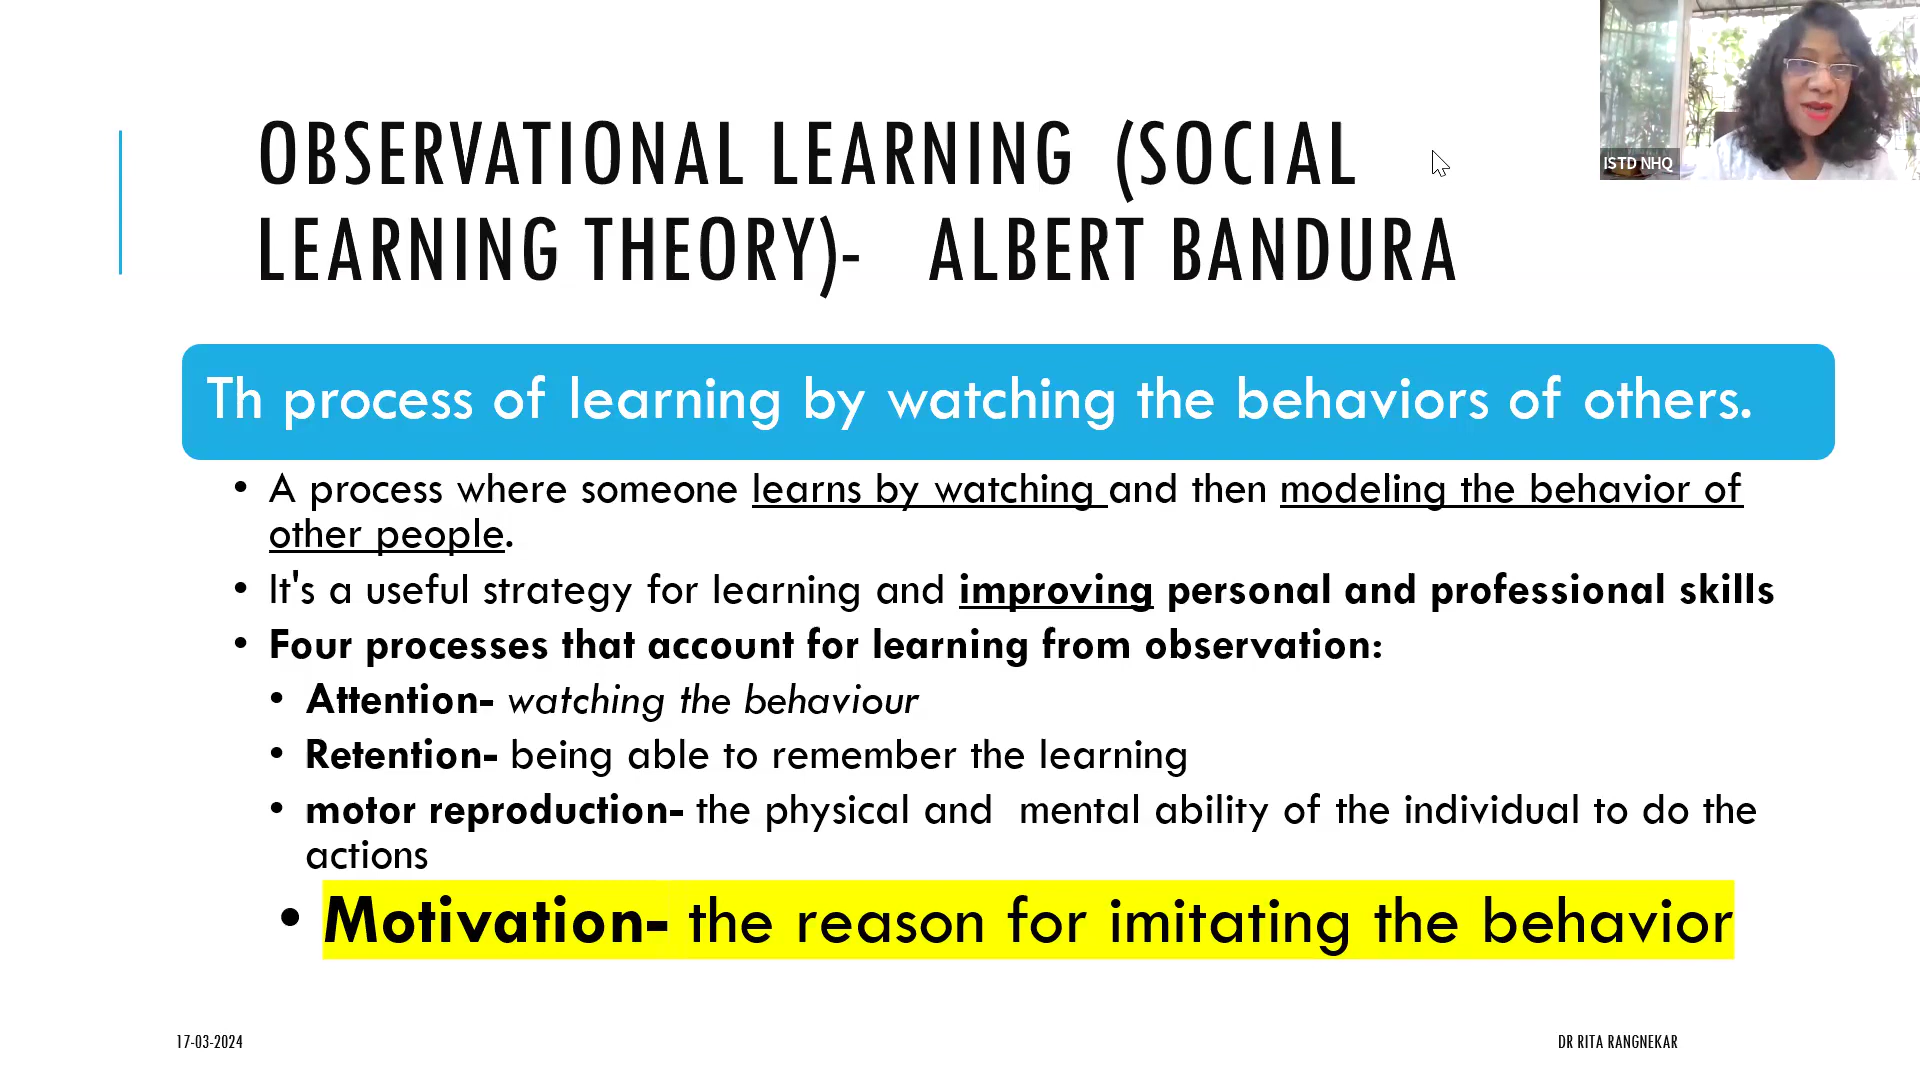 OBSERVATIONAL LEARNING (SOCIAL
LEARNING THEORY)- ALBERT BANDURA
ISTD NHQ
Th process of learning by watching the behaviors of others.
• A process where someone learns by watching and then modeling the behavior of
other people.
• It's a useful strategy for learning and improving personal and professional skills
• Four processes that account for learning from observation:
• Attention- watching the behaviour
• Retention- being able to remember the learning
• motor reproduction- the physical and mental ability of the individual to do the
actions
• Motivation- the reason for imitating the behavior
17-03-2024
DR RITA RANGNEKAR